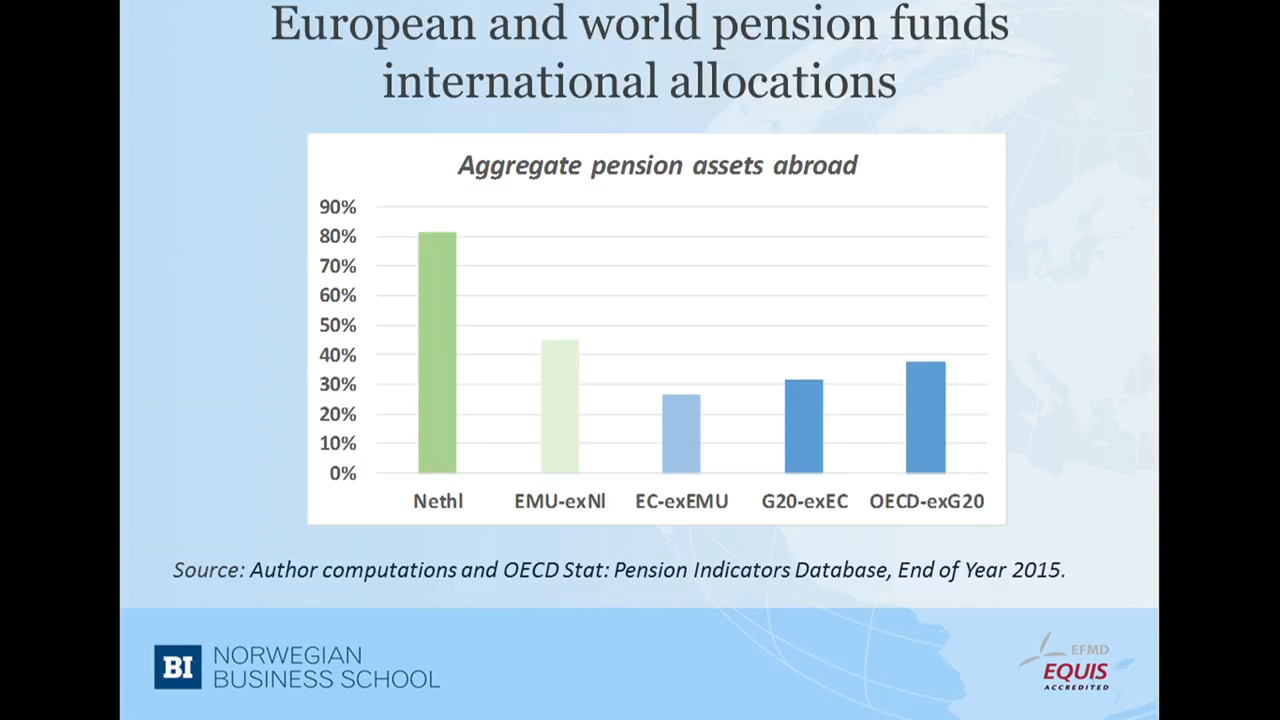 European and world pension funds
international allocations
Aggregate pension assets abroad
90%
80%
70%
60%
50%
40%
30%
20%
10%
0%
Nethl EMU-exNl EC-exEMU G20-exEC OECD-exG20
Source: Author computations and OECD Stat: Pension Indicators Database, End of Year 2015.
BI NORWEGIAN
BUSINESS SCHOOL
EFMD
EQUIS
ACCREDITED